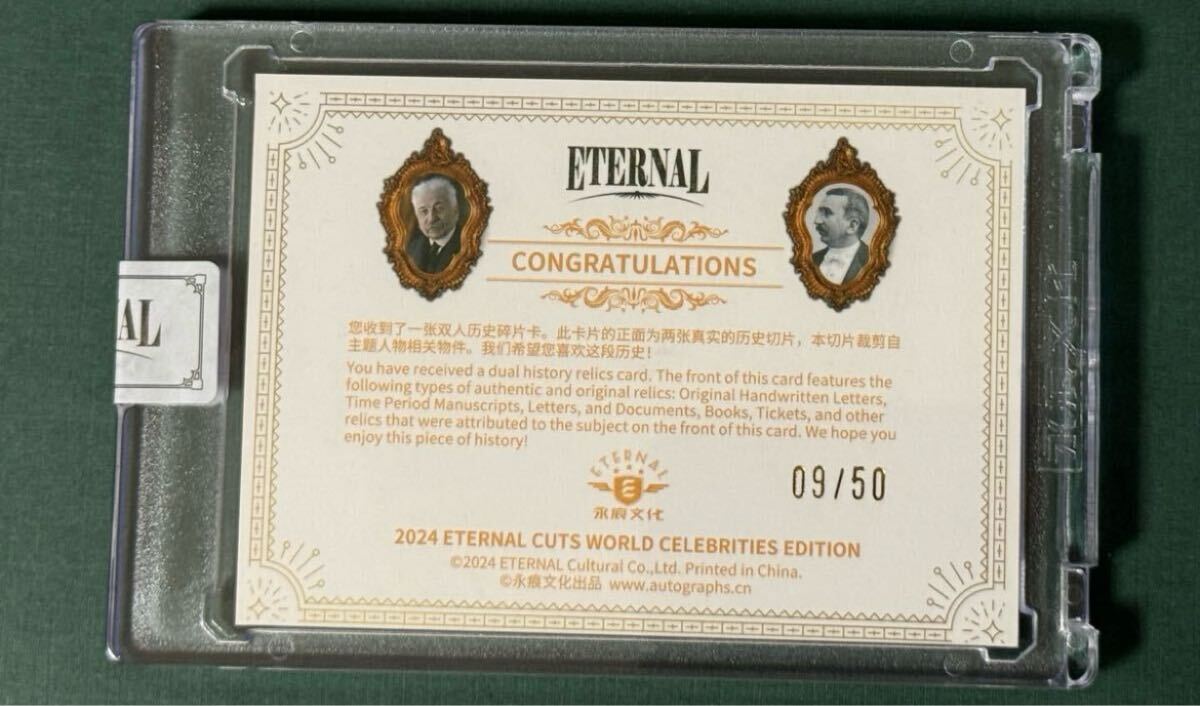 ETERNAL
CONGRATULATIONS
AL
您收到了一张双人历史碎片卡。此卡片的正面为两张真实的历史切片，本切片裁剪自
主题人物相关物件。我们希望您喜欢这段历史！
You have received a dual history relics card. The front of this card features the
following types of authentic and original relics: Original Handwritten Letters,
Time Period Manuscripts, Letters, and Documents, Books, Tickets, and other
relics that were attributed to the subject on the front of this card. We hope you
enjoy this piece of history!
ETERNAL
永痕文化
09/50
2024 ETERNAL CUTS WORLD CELEBRITIES EDITION
©2024 ETERNAL Cultural Co.,Ltd. Printed in China.
©永痕文化出品 www.autographs.cn